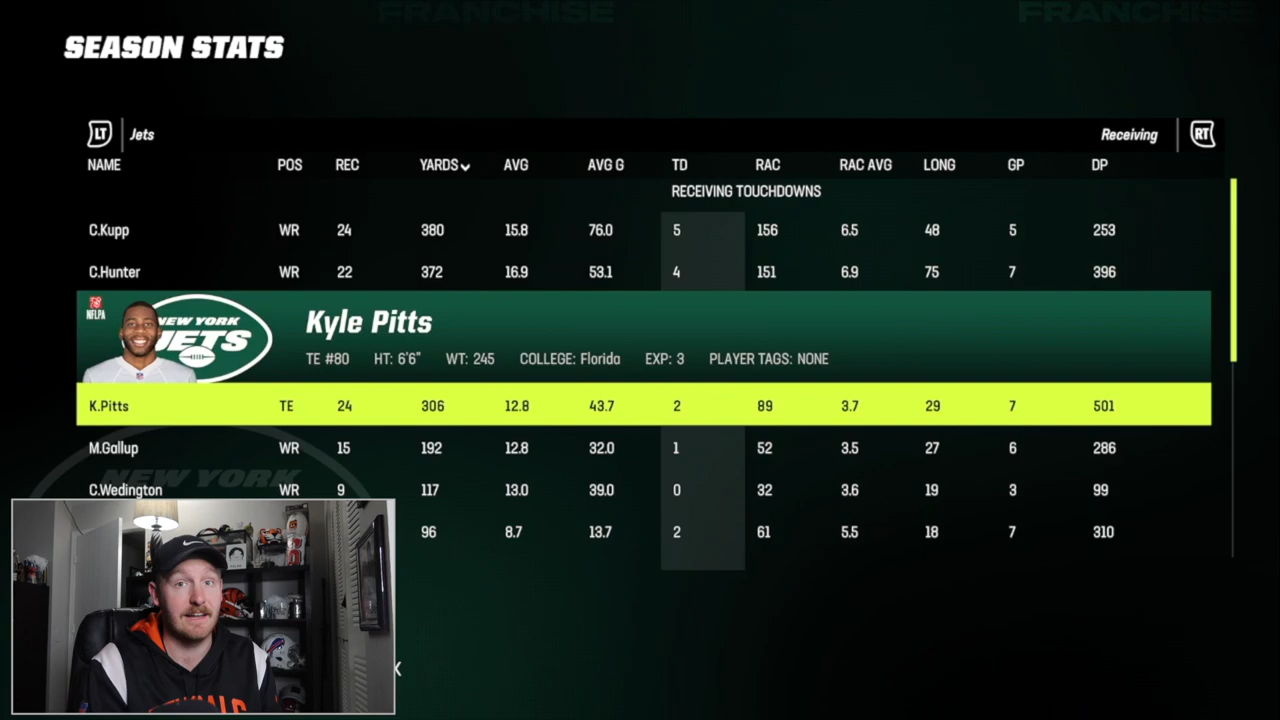 FRANCHISE FRANCHISE
SEASON STATS
LT Jets Receiving RT
NAME POS REC YARDS AVG AVG G TD RAC RAC AVG LONG GP DP
RECEIVING TOUCHDOWNS
C.Kupp WR 24 380 15.8 76.0 5 156 6.5 48 5 253
C.Hunter WR 22 372 16.9 53.1 4 151 6.9 75 7 396
NFLPA NEW YORK JETS Kyle Pitts
TE #80 HT: 6'6" WT: 245 COLLEGE: Florida EXP: 3 PLAYER TAGS: NONE
K.Pitts TE 24 306 12.8 43.7 2 89 3.7 29 7 501
M.Gallup WR 15 192 12.8 32.0 1 52 3.5 27 6 286
NEW YORK
C.Wedington WR 9 117 13.0 39.0 0 32 3.6 19 3 99
96 8.7 13.7 2 61 5.5 18 7 310